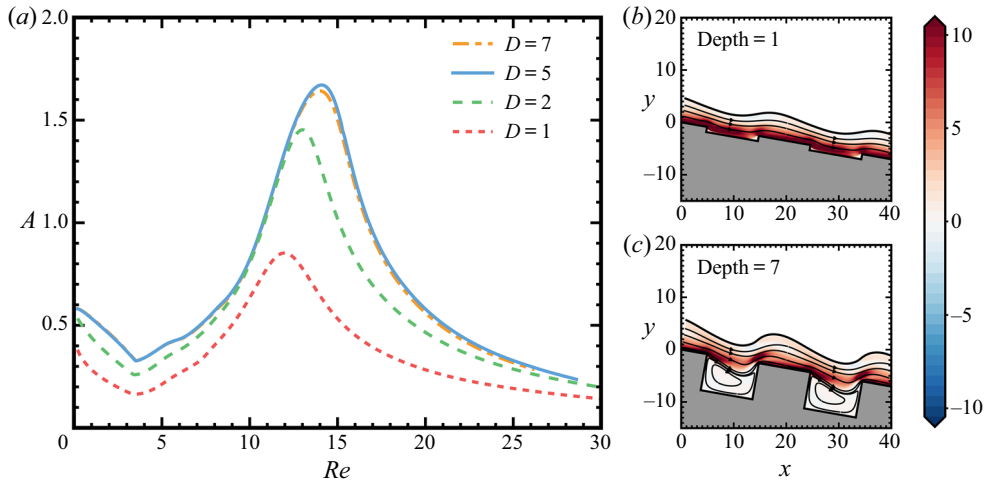 (a)
2.0
1.5
A 1.0
0.5
0 5 10 15 20 25 30
Re
D = 7
D = 5
D = 2
D = 1
(b)
20
10
y
0
−10
Depth = 1
0 10 20 30 40
(c)
20
10
y
0
−10
Depth = 7
0 10 20 30 40
x
10
5
0
−5
−10